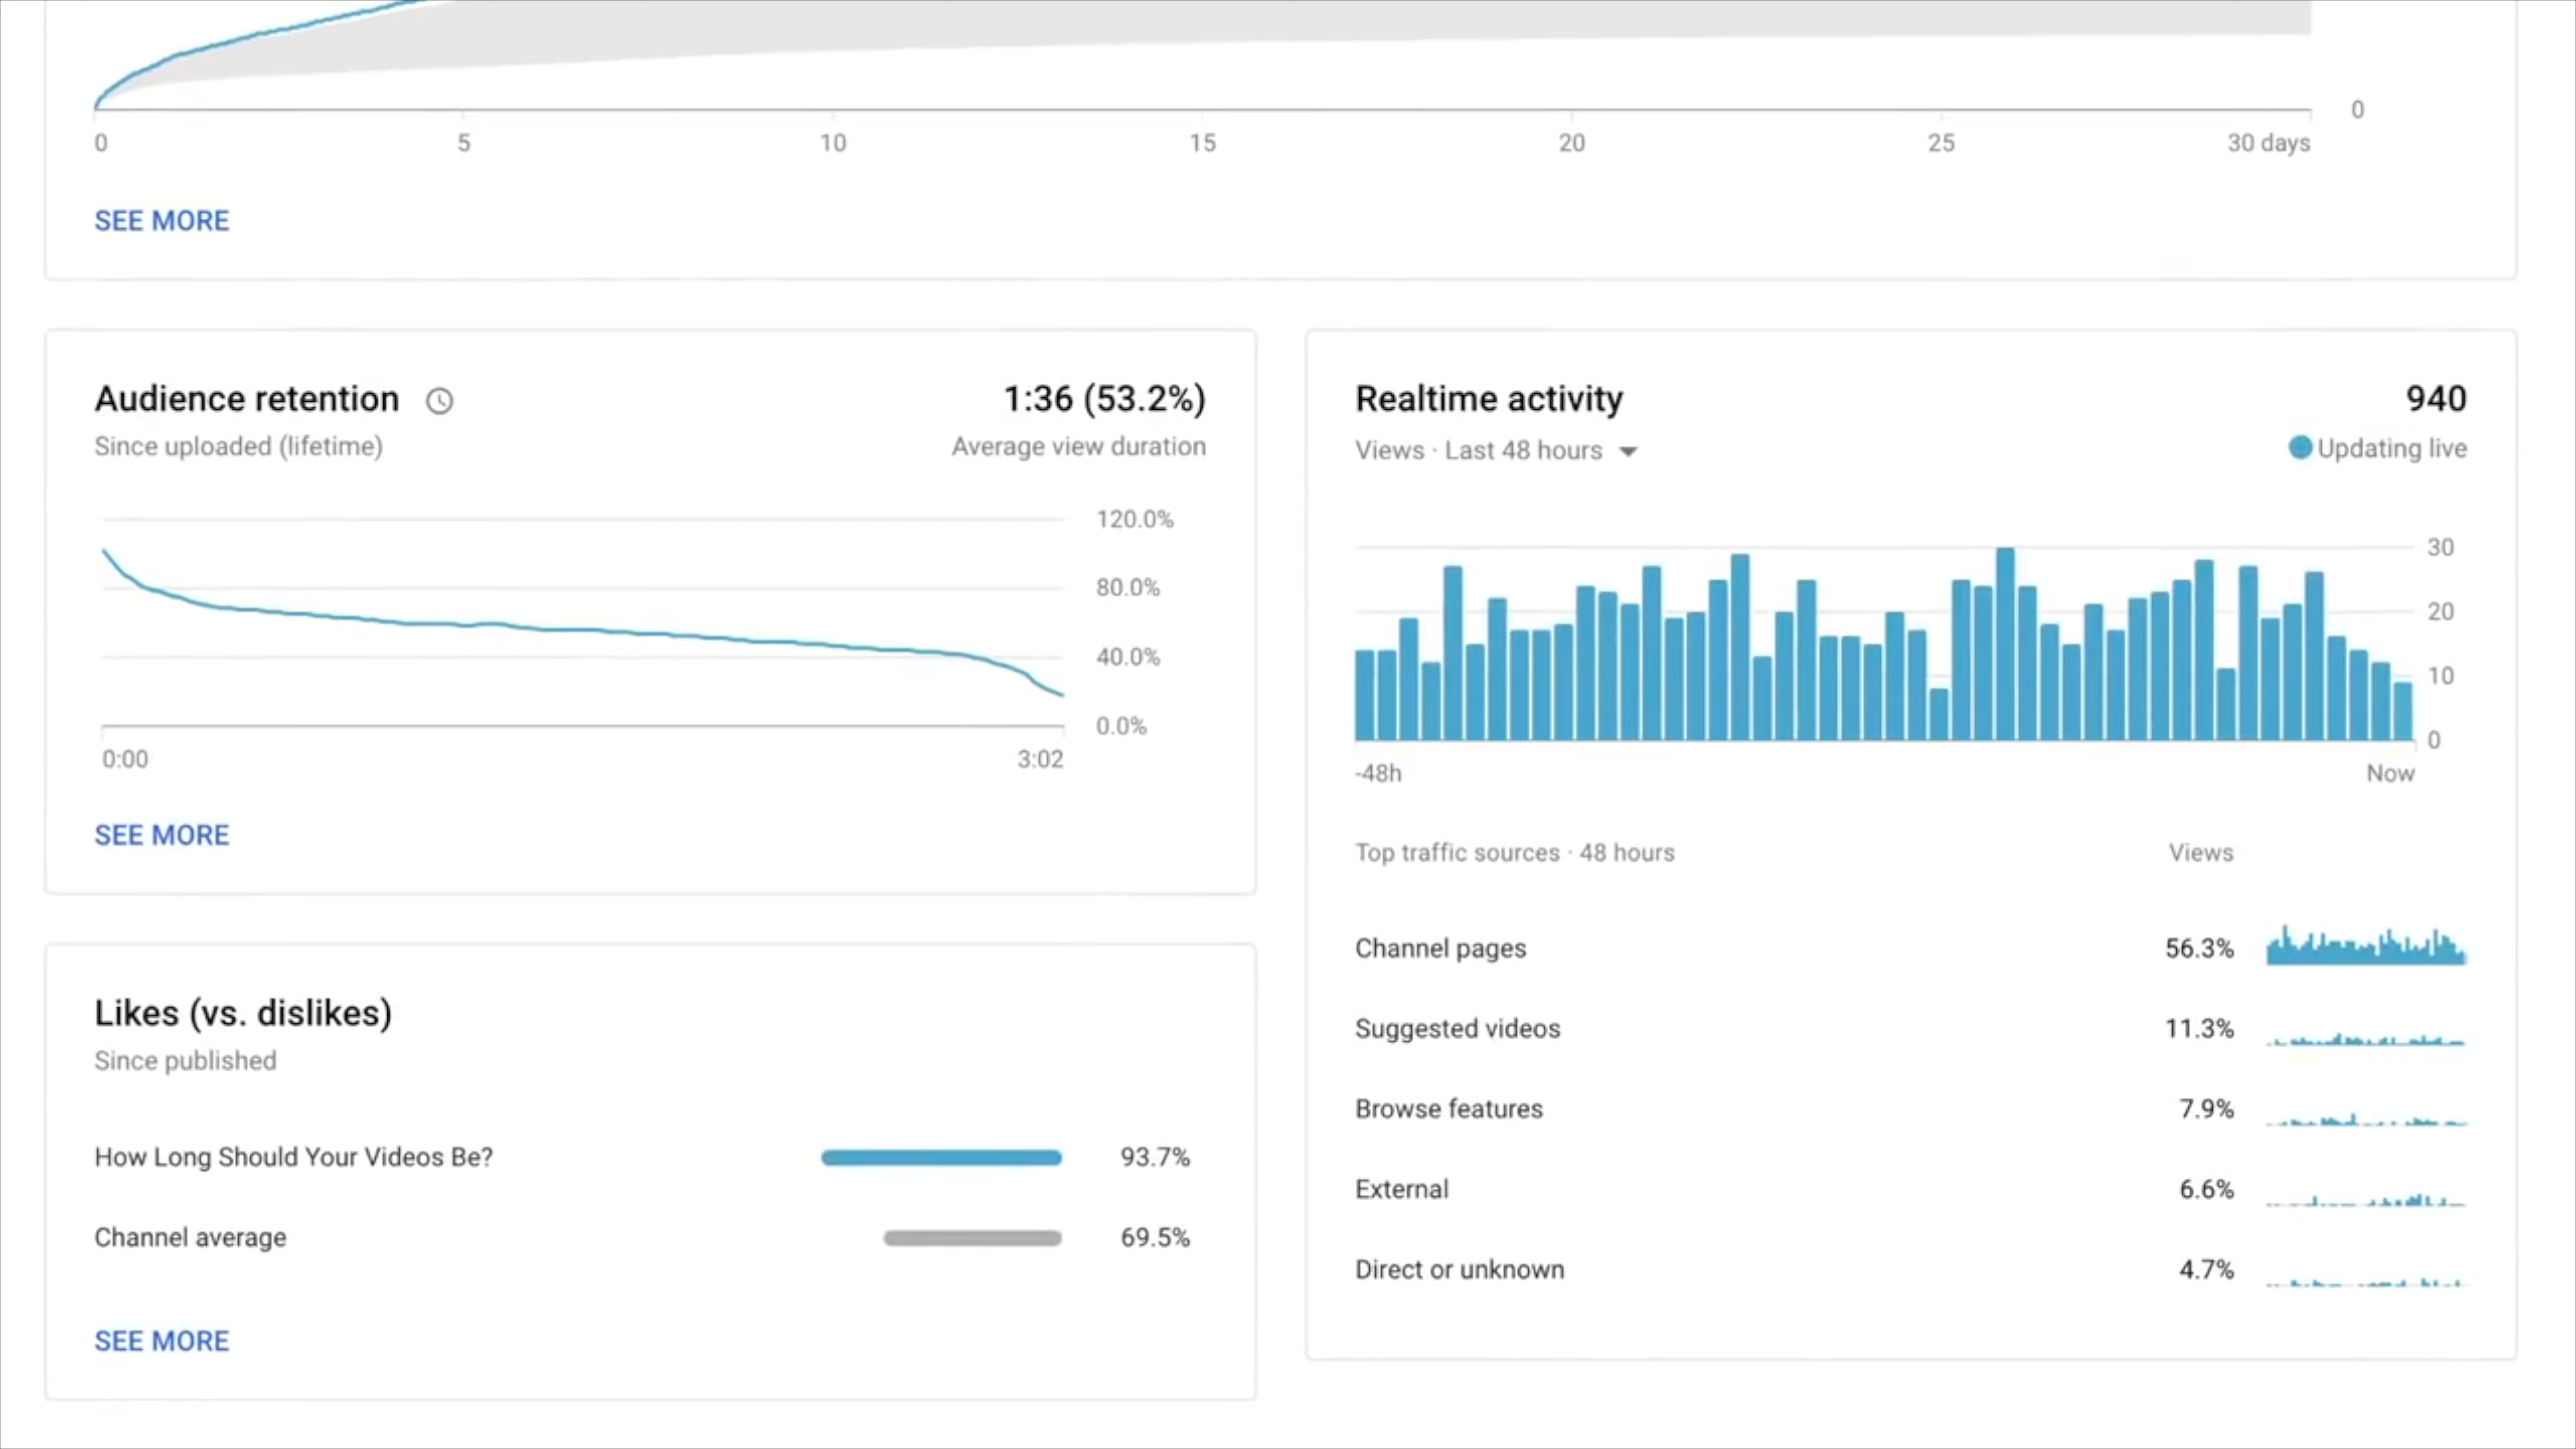 0
0 5 10 15 20 25 30 days
SEE MORE
Audience retention 1:36 (53.2%)
Since uploaded (lifetime) Average view duration
120.0%
80.0%
40.0%
0.0%
0:00 3:02
SEE MORE
Likes (vs. dislikes)
Since published
How Long Should Your Videos Be? 93.7%
Channel average 69.5%
SEE MORE
Realtime activity 940
Views · Last 48 hours Updating live
30
20
10
0
-48h Now
Top traffic sources · 48 hours Views
Channel pages 56.3%
Suggested videos 11.3%
Browse features 7.9%
External 6.6%
Direct or unknown 4.7%